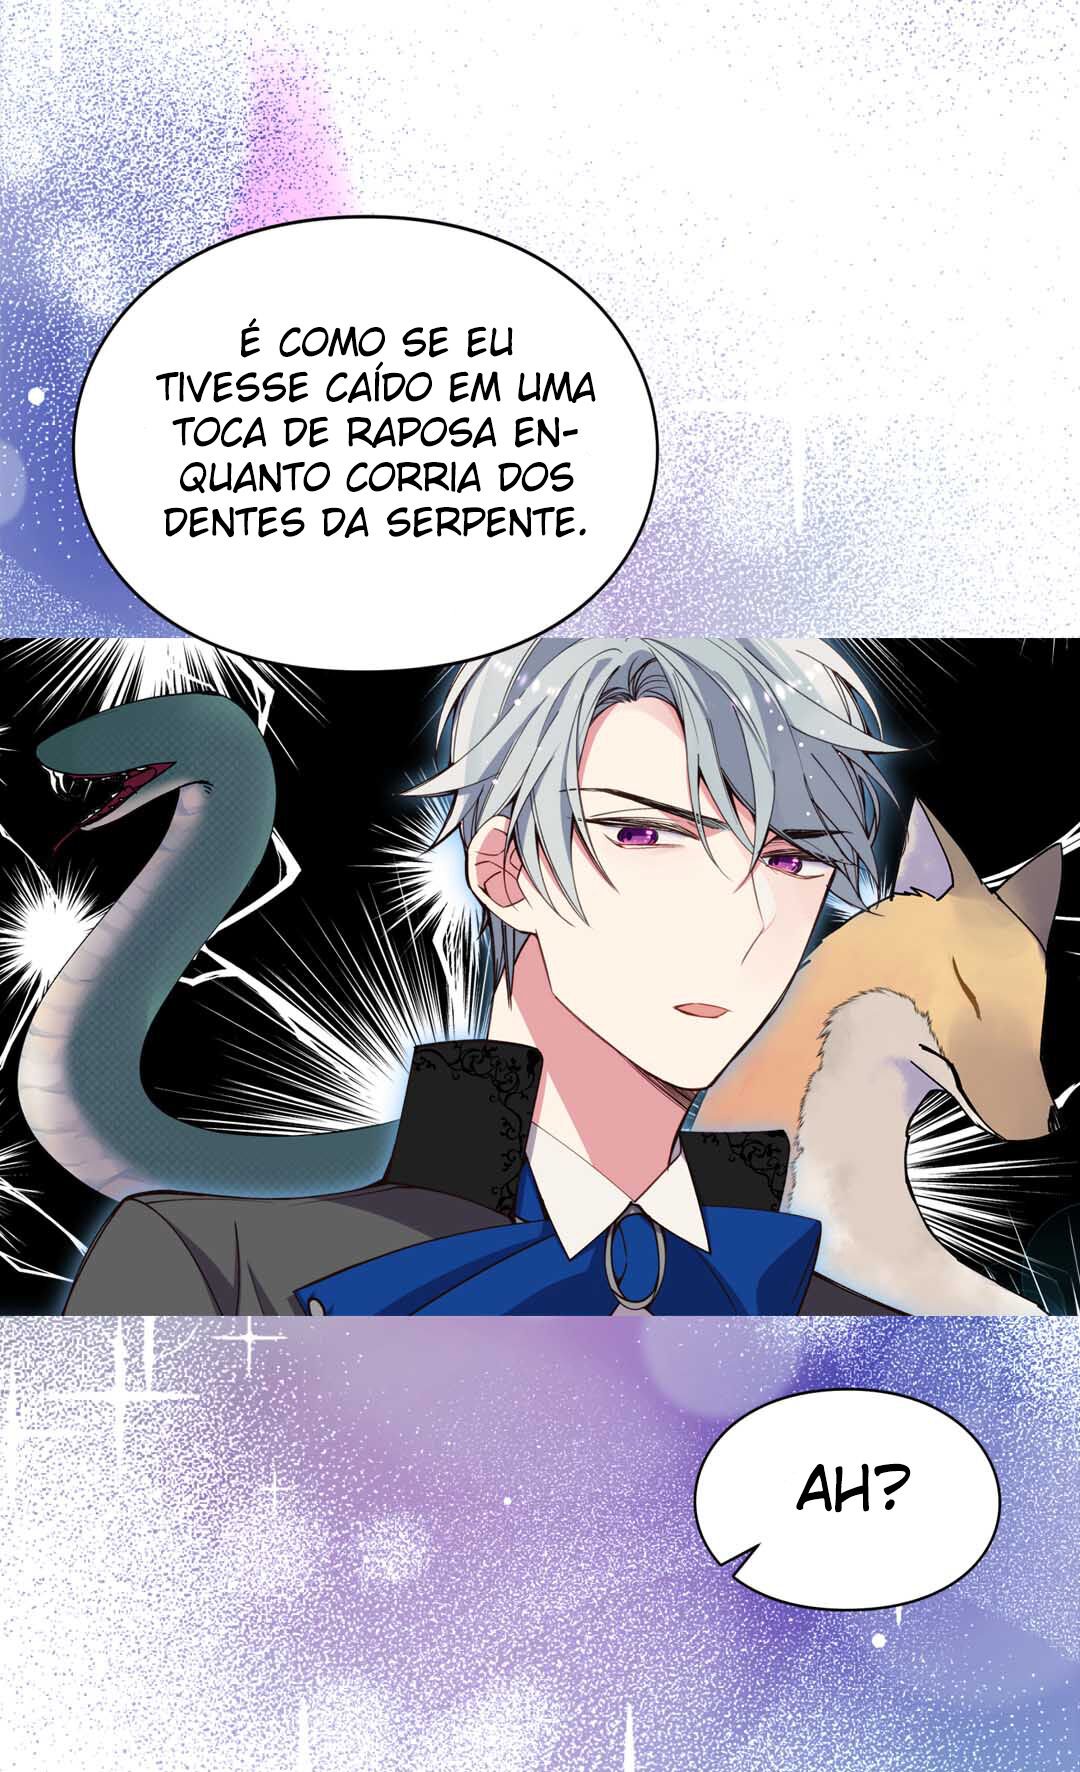 É COMO SE EU
TIVESSE CAÍDO EM UMA
TOCA DE RAPOSA EN-
QUANTO CORRIA DOS
DENTES DA SERPENTE.
AH?